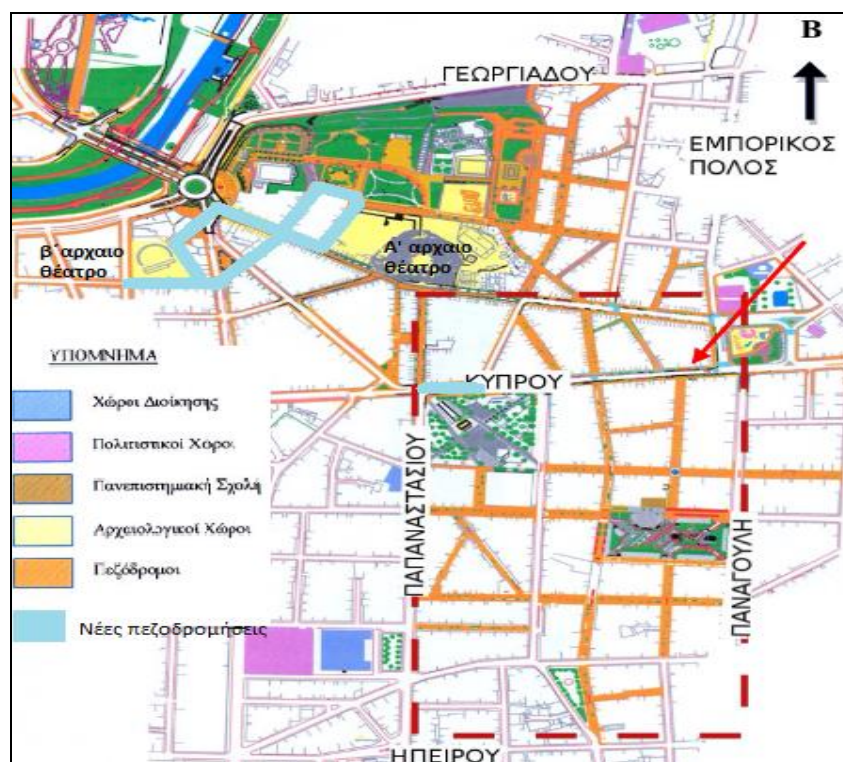 Β
ΓΕΩΡΓΙΑΔΟΥ
ΕΜΠΟΡΙΚΟΣ
ΠΟΛΟΣ
β΄αρχαιο
θέατρο
Α' αρχαιο
θέατρο
ΥΠΟΜΝΗΜΑ
ΚΥΠΡΟΥ
Χώροι Διοίκησης
Πολιτιστικοί Χώροι
Πανεπιστημιακή Σχολή
Αρχαιολογικοί Χώροι
Πεζόδρομοι
Νέες πεζοδρομήσεις
ΠΑΠΑΝΑΣΤΑΣΙΟΥ
ΠΑΝΑΓΟΥΛΗ
ΗΠΕΙΡΟΥ